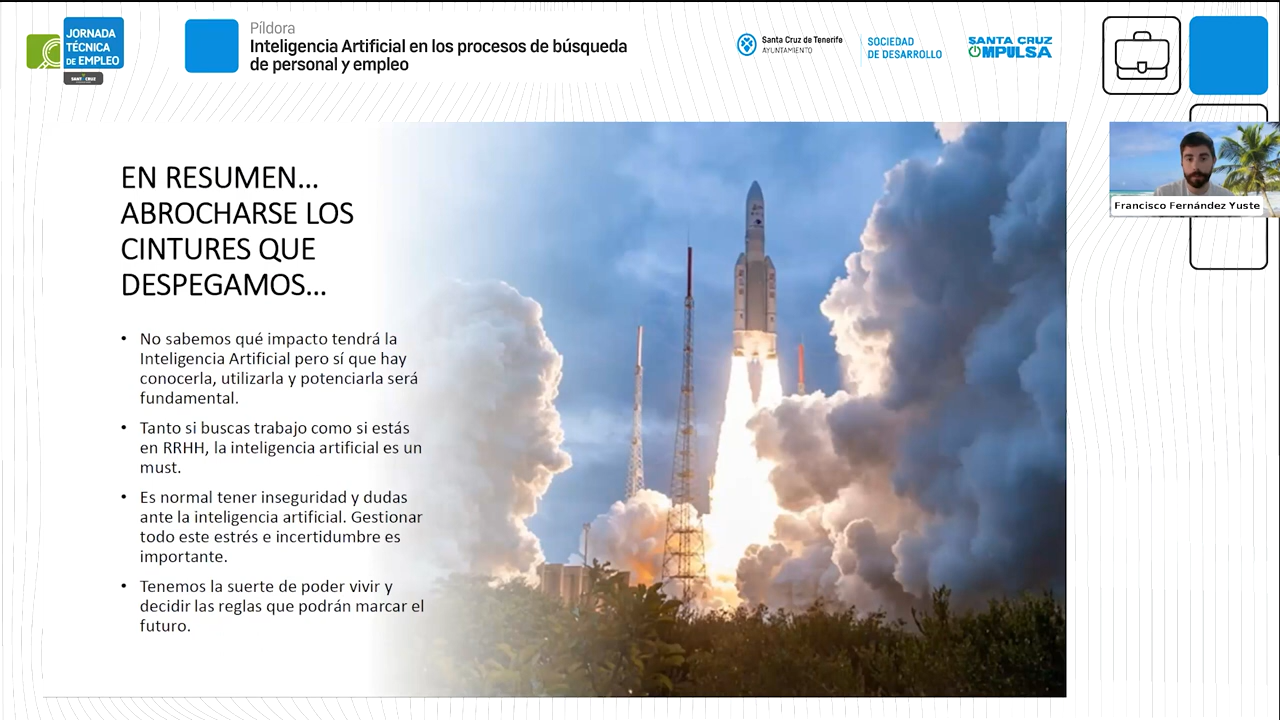 JORNADA
TÉCNICA
DE EMPLEO
Píldora
Inteligencia Artificial en los procesos de búsqueda
de personal y empleo
Santa Cruz de Tenerife
AYUNTAMIENTO
SOCIEDAD
DE DESARROLLO
SANTA CRUZ
MPULSA
EN RESUMEN...
ABROCHARSE LOS
CINTURES QUE
DESPEGAMOS...
• No sabemos qué impacto tendrá la
Inteligencia Artificial pero sí que hay
conocerla, utilizarla y potenciarla será
fundamental.
• Tanto si buscas trabajo como si estás
en RRHH, la inteligencia artificial es un
must.
• Es normal tener inseguridad y dudas
ante la inteligencia artificial. Gestionar
todo este estrés e incertidumbre es
importante.
• Tenemos la suerte de poder vivir y
decidir las reglas que podrán marcar el
futuro.
Francisco Fernández Yuste